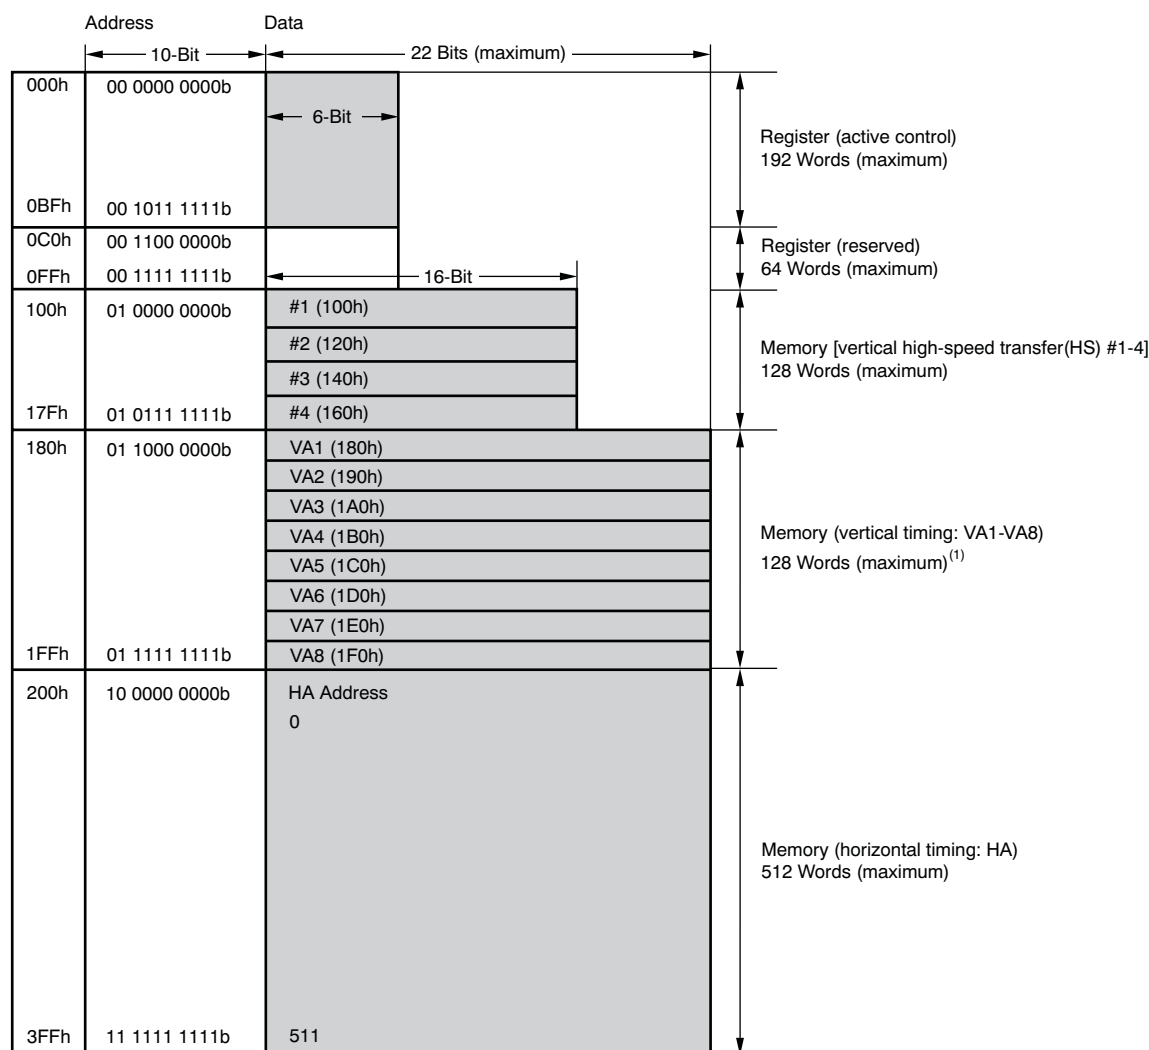 Address Data
10-Bit 22 Bits (maximum)
000h 00 0000 0000b
6-Bit
Register (active control)
192 Words (maximum)
0BFh 00 1011 1111b
0C0h 00 1100 0000b
Register (reserved)
64 Words (maximum)
0FFh 00 1111 1111b
16-Bit
100h 01 0000 0000b #1 (100h)
#2 (120h)
Memory [vertical high-speed transfer(HS) #1-4]
128 Words (maximum)
#3 (140h)
17Fh 01 0111 1111b #4 (160h)
180h 01 1000 0000b VA1 (180h)
VA2 (190h)
VA3 (1A0h)
VA4 (1B0h)
Memory (vertical timing: VA1-VA8)
128 Words (maximum)(1)
VA5 (1C0h)
VA6 (1D0h)
VA7 (1E0h)
1FFh 01 1111 1111b VA8 (1F0h)
200h 10 0000 0000b HA Address
0
Memory (horizontal timing: HA)
512 Words (maximum)
3FFh 11 1111 1111b 511